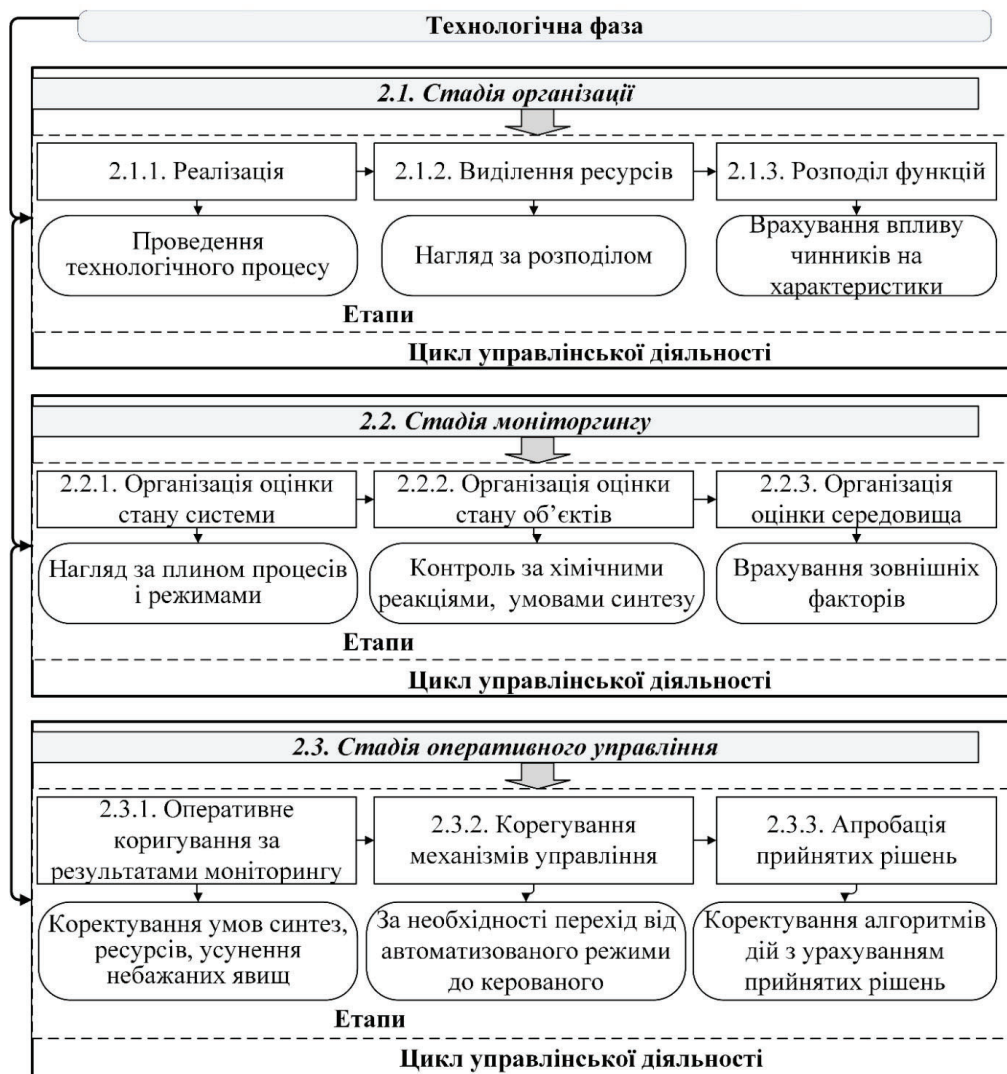 Технологічна фаза
2.1. Стадія організації
2.1.1. Реалізація
2.1.2. Виділення ресурсів
2.1.3. Розподіл функцій
Проведення
технологічного процесу
Нагляд за розподілом
Врахування впливу
чинників на
характеристики
Етапи
Цикл управлінської діяльності
2.2. Стадія моніторгингу
2.2.1. Організація оцінки
стану системи
2.2.2. Організація оцінки
стану об’єктів
2.2.3. Організація
оцінки середовища
Нагляд за плином процесів
і режимами
Контроль за хімічними
реакціями, умовами синтезу
Врахування зовнішніх
факторів
Етапи
Цикл управлінської діяльності
2.3. Стадія оперативного управління
2.3.1. Оперативне
коригування за
результатами моніторингу
2.3.2. Корегування
механізмів управління
2.3.3. Апробація
прийнятих рішень
Коректування умов синтез,
ресурсів, усунення
небажаних явищ
За необхідності перехід від
автоматизованого режими
до керованого
Коректування алгоритмів
дій з урахуванням
прийнятих рішень
Етапи
Цикл управлінської діяльності